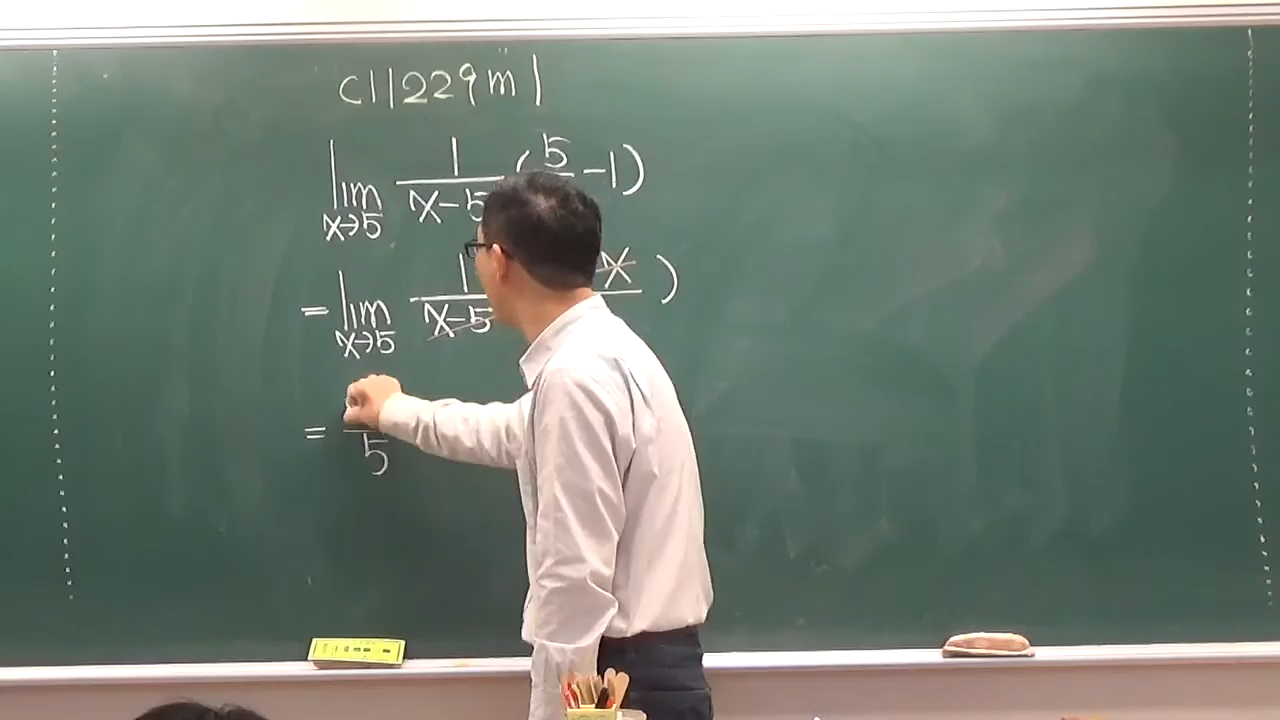 C11229m1
lim x→5 1/(x-5) (5/ -1)
= lim x→5 1/(x-5) x )
= /5